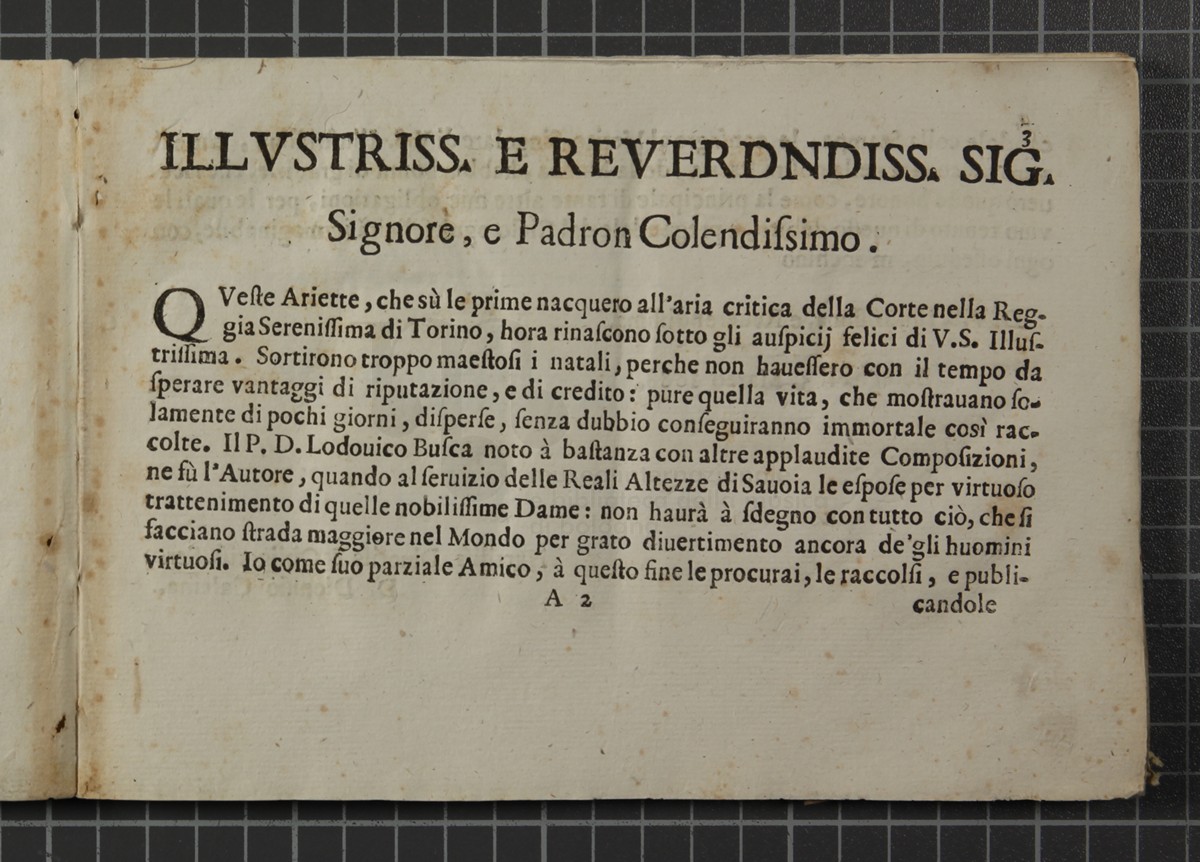 3
ILLVSTRISS. E REVERDNDISS. SIG.
Signore, e Padron Colendiſsimo.
QVeſte Ariette, che sù le prime nacquero all'aria critica della Corte nella Reg-
gia Sereniſſima di Torino, hora rinaſcono ſotto gli auſpicij felici di V.S. Illuſ-
triſſima. Sortirono troppo maeſtoſi i natali, perche non haueſſero con il tempo da
ſperare vantaggi di riputazione, e di credito: pure quella vita, che moſtrauano ſo-
lamente di pochi giorni, diſperſe, ſenza dubbio conſeguiranno immortale così rac-
colte. Il P. D. Lodouico Buſca noto à baſtanza con altre applaudite Compoſizioni,
ne fù l'Autore, quando al ſeruizio delle Reali Altezze di Sauoia le eſpoſe per virtuoſo
trattenimento di quelle nobiliſſime Dame: non haurà à ſdegno con tutto ciò, che ſi
facciano ſtrada maggiore nel Mondo per grato diuertimento ancora de'gli huomini
virtuoſi. Io come ſuo parziale Amico, à queſto fine le procurai, le raccolſi, e publi-
A 2 candole